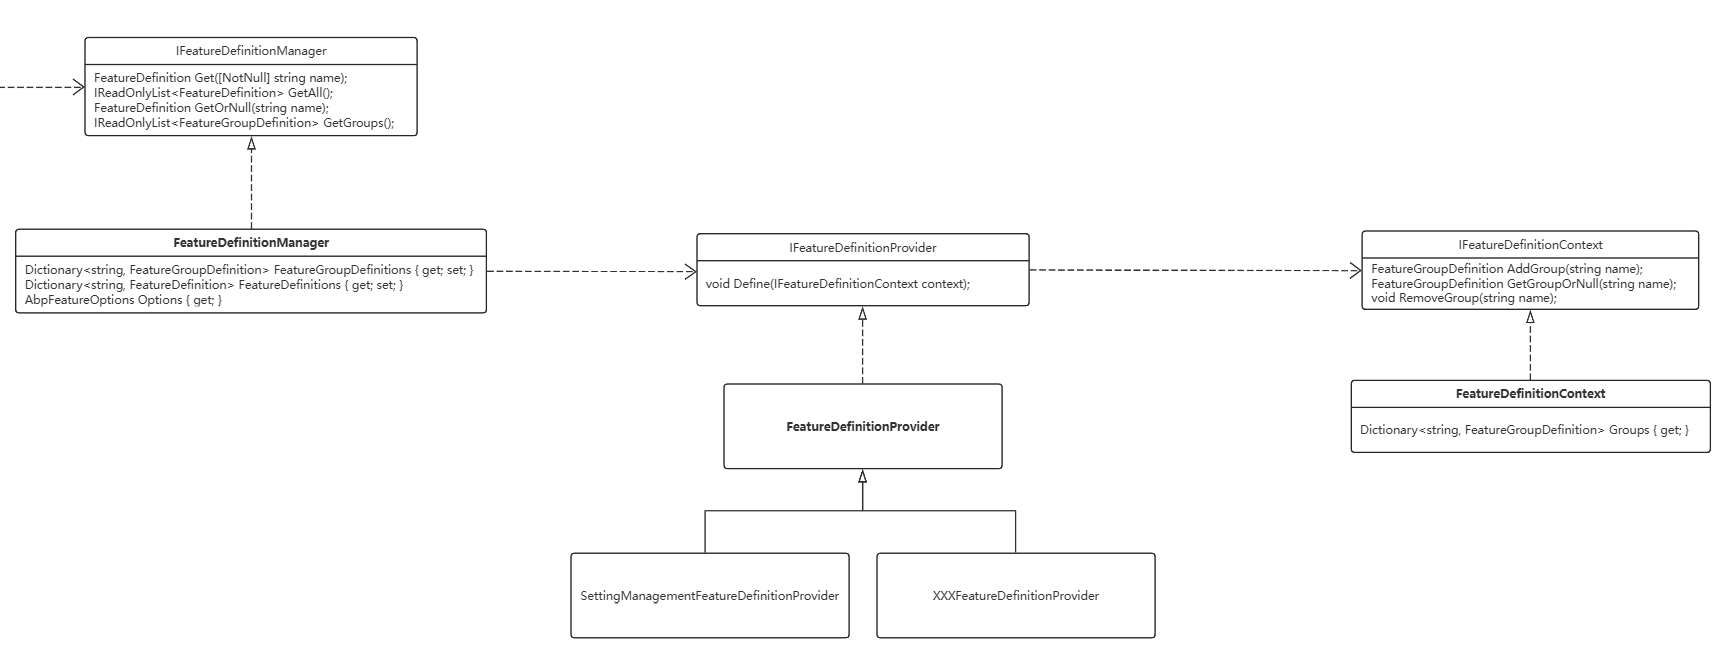 IFeatureDefinitionManager
FeatureDefinition Get([NotNull] string name);
IReadOnlyList<FeatureDefinition> GetAll();
FeatureDefinition GetOrNull(string name);
IReadOnlyList<FeatureGroupDefinition> GetGroups();
FeatureDefinitionManager
Dictionary<string, FeatureGroupDefinition> FeatureGroupDefinitions { get; set; }
Dictionary<string, FeatureDefinition> FeatureDefinitions { get; set; }
AbpFeatureOptions Options { get; }
IFeatureDefinitionProvider
void Define(IFeatureDefinitionContext context);
IFeatureDefinitionContext
FeatureGroupDefinition AddGroup(string name);
FeatureGroupDefinition GetGroupOrNull(string name);
void RemoveGroup(string name);
FeatureDefinitionProvider
FeatureDefinitionContext
Dictionary<string, FeatureGroupDefinition> Groups { get; }
SettingManagementFeatureDefinitionProvider
XXXFeatureDefinitionProvider